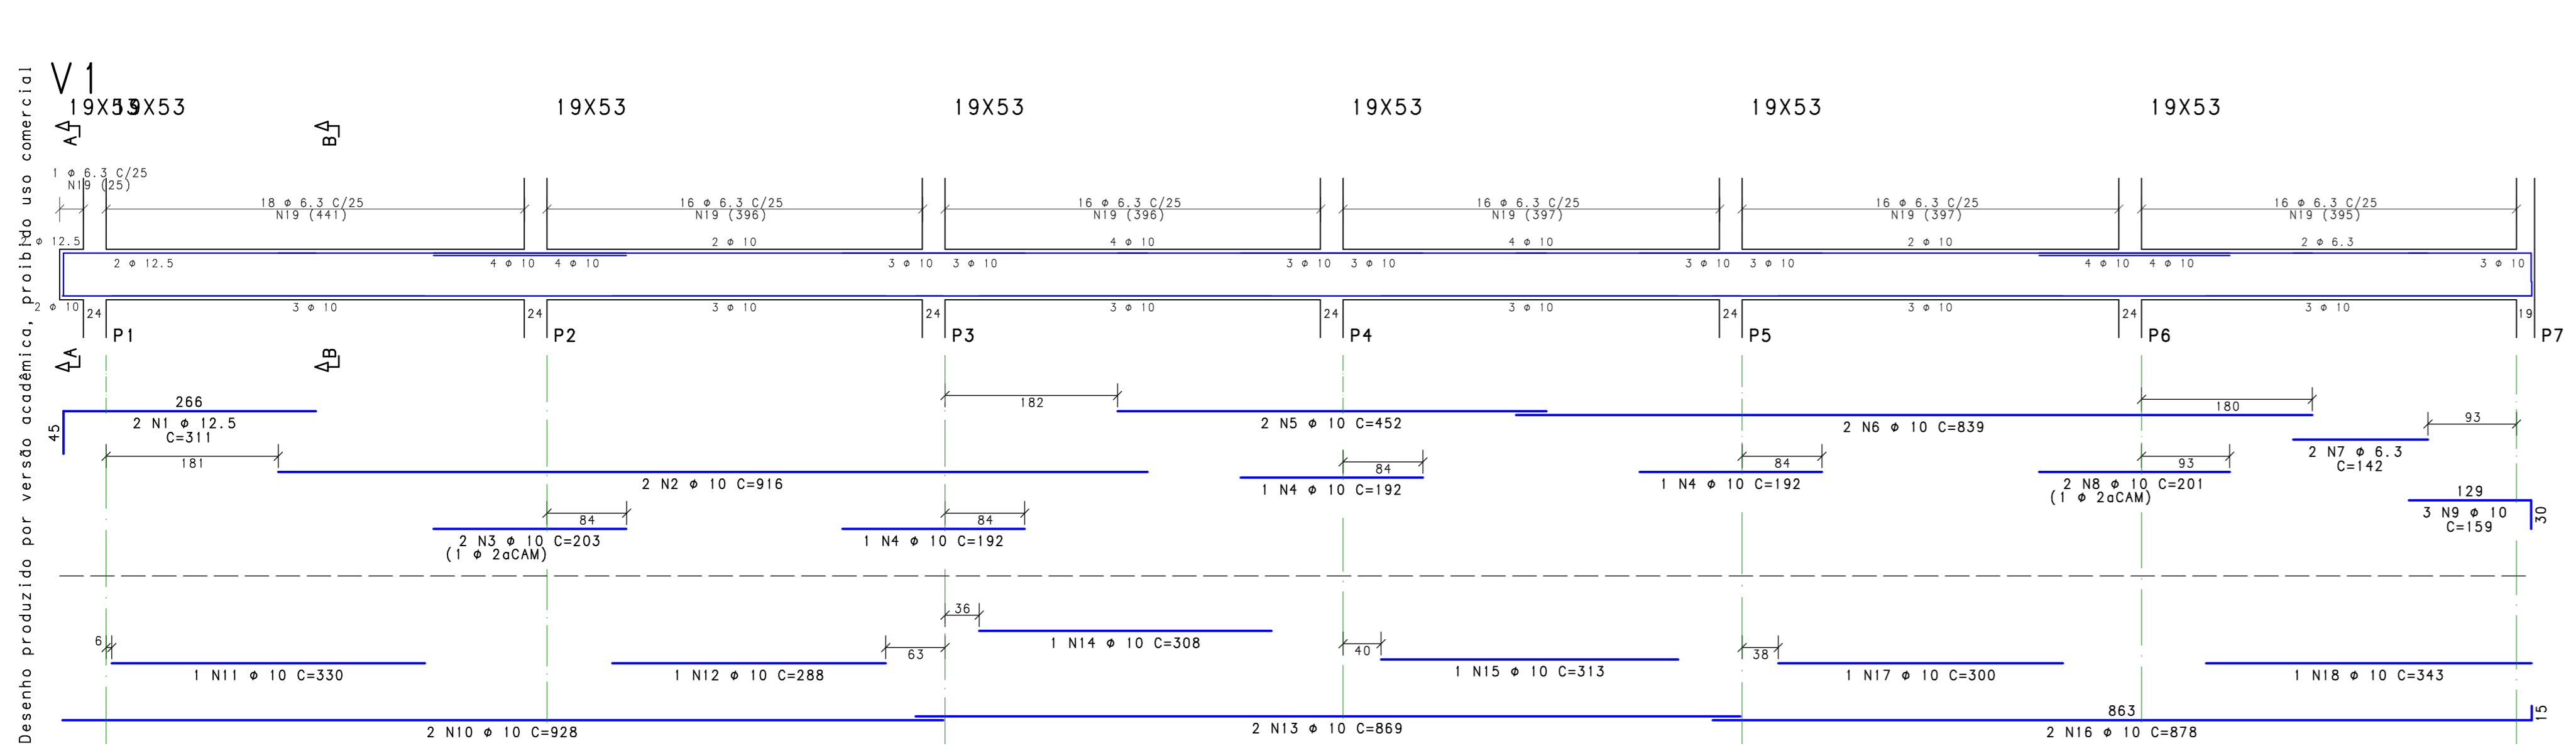 Desenho produzido por versão acadêmica, proibido uso comercial
V1
19X53 19X53 19X53 19X53 19X53 19X53 19X53
A B
1 ø 6.3 C/25
N19 (25)
18 ø 6.3 C/25 16 ø 6.3 C/25 16 ø 6.3 C/25 16 ø 6.3 C/25 16 ø 6.3 C/25 16 ø 6.3 C/25
N19 (441) N19 (396) N19 (396) N19 (397) N19 (397) N19 (395)
2 ø 12.5 2 ø 10 4 ø 10 4 ø 10 2 ø 10 2 ø 6.3
2 ø 12.5 4 ø 10 4 ø 10 3 ø 10 3 ø 10 3 ø 10 3 ø 10 3 ø 10 3 ø 10 4 ø 10 4 ø 10 3 ø 10
2 ø 10 3 ø 10 3 ø 10 3 ø 10 3 ø 10 3 ø 10 3 ø 10
24 24 24 24 24 24 19
P1 P2 P3 P4 P5 P6 P7
A B
266
2 N1 ø 12.5
C=311
45
182
2 N5 ø 10 C=452
2 N6 ø 10 C=839
180
93
2 N7 ø 6.3
C=142
181
2 N2 ø 10 C=916
84
1 N4 ø 10 C=192
84
1 N4 ø 10 C=192
93
2 N8 ø 10 C=201
(1 ø 2aCAM)
129
3 N9 ø 10
C=159
30
84
2 N3 ø 10 C=203
(1 ø 2aCAM)
84
1 N4 ø 10 C=192
36
1 N14 ø 10 C=308
6
1 N11 ø 10 C=330
63
1 N12 ø 10 C=288
40
1 N15 ø 10 C=313
38
1 N17 ø 10 C=300
1 N18 ø 10 C=343
2 N10 ø 10 C=928
2 N13 ø 10 C=869
863
2 N16 ø 10 C=878
15